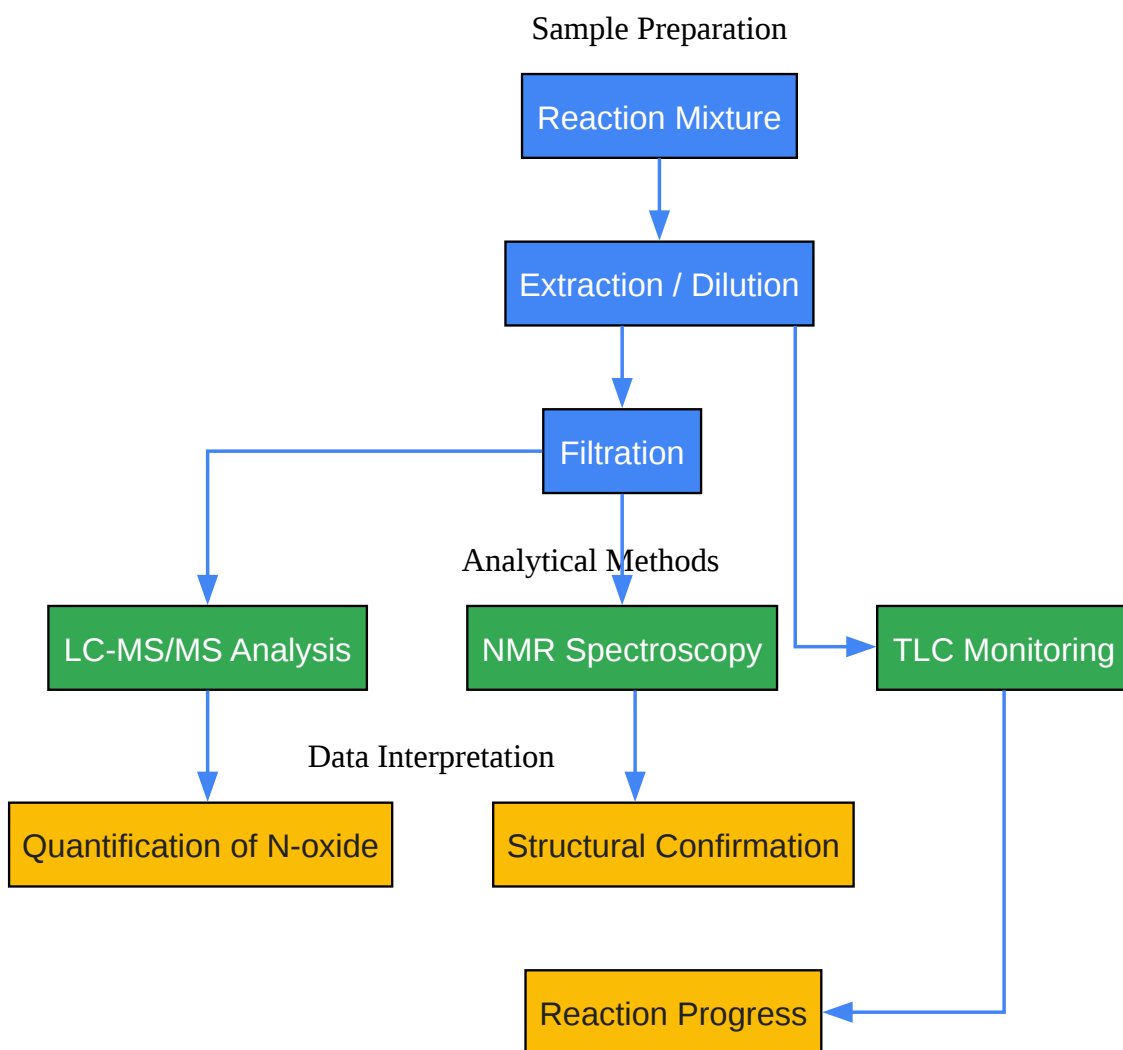 Sample Preparation
Reaction Mixture
Extraction / Dilution
Filtration
Analytical Methods
LC-MS/MS Analysis
NMR Spectroscopy
TLC Monitoring
Data Interpretation
Quantification of N-oxide
Structural Confirmation
Reaction Progress